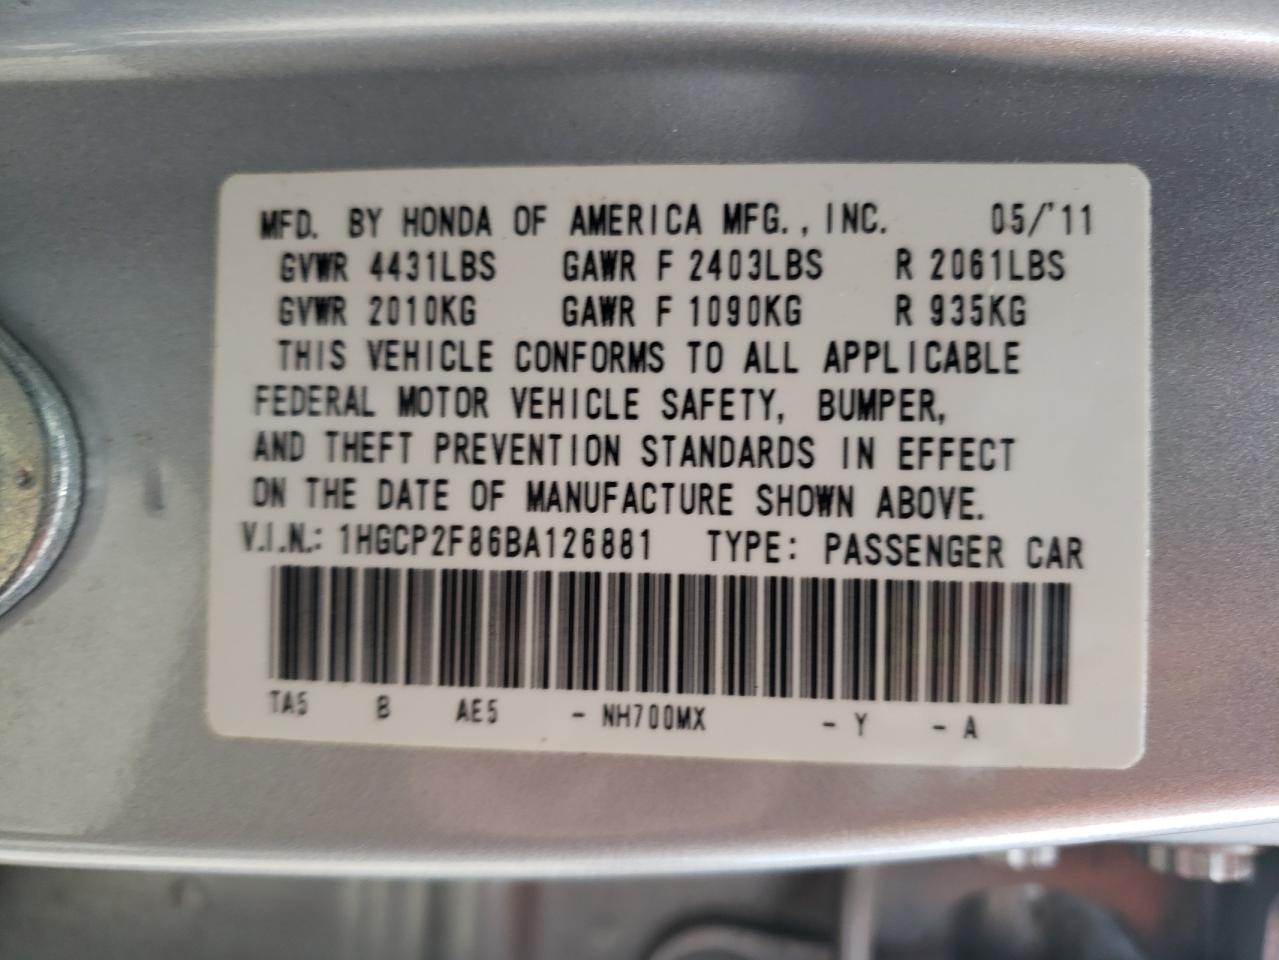 MFD. BY HONDA OF AMERICA MFG., INC. 05/'11
GVWR 4431LBS GAWR F 2403LBS R 2061LBS
GVWR 2010KG GAWR F 1090KG R 935KG
THIS VEHICLE CONFORMS TO ALL APPLICABLE
FEDERAL MOTOR VEHICLE SAFETY, BUMPER,
AND THEFT PREVENTION STANDARDS IN EFFECT
ON THE DATE OF MANUFACTURE SHOWN ABOVE.
V.I.N.: 1HGCP2F86BA126881 TYPE: PASSENGER CAR
TA5 B AE5 - NH700MX - Y - A